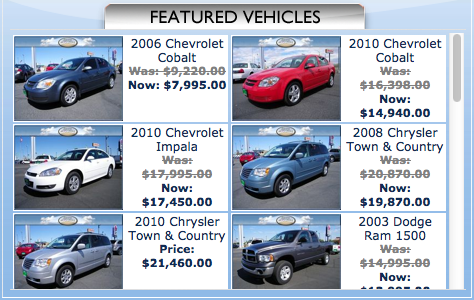 FEATURED VEHICLES
2006 Chevrolet
Cobalt
Was: $9,220.00
Now: $7,995.00
2010 Chevrolet
Cobalt
Was:
$16,398.00
Now:
$14,940.00
2010 Chevrolet
Impala
Was:
$17,995.00
Now:
$17,450.00
2008 Chrysler
Town & Country
Was:
$20,870.00
Now:
$19,870.00
2010 Chrysler
Town & Country
Price:
$21,460.00
2003 Dodge
Ram 1500
Was:
$14,995.00
Now: